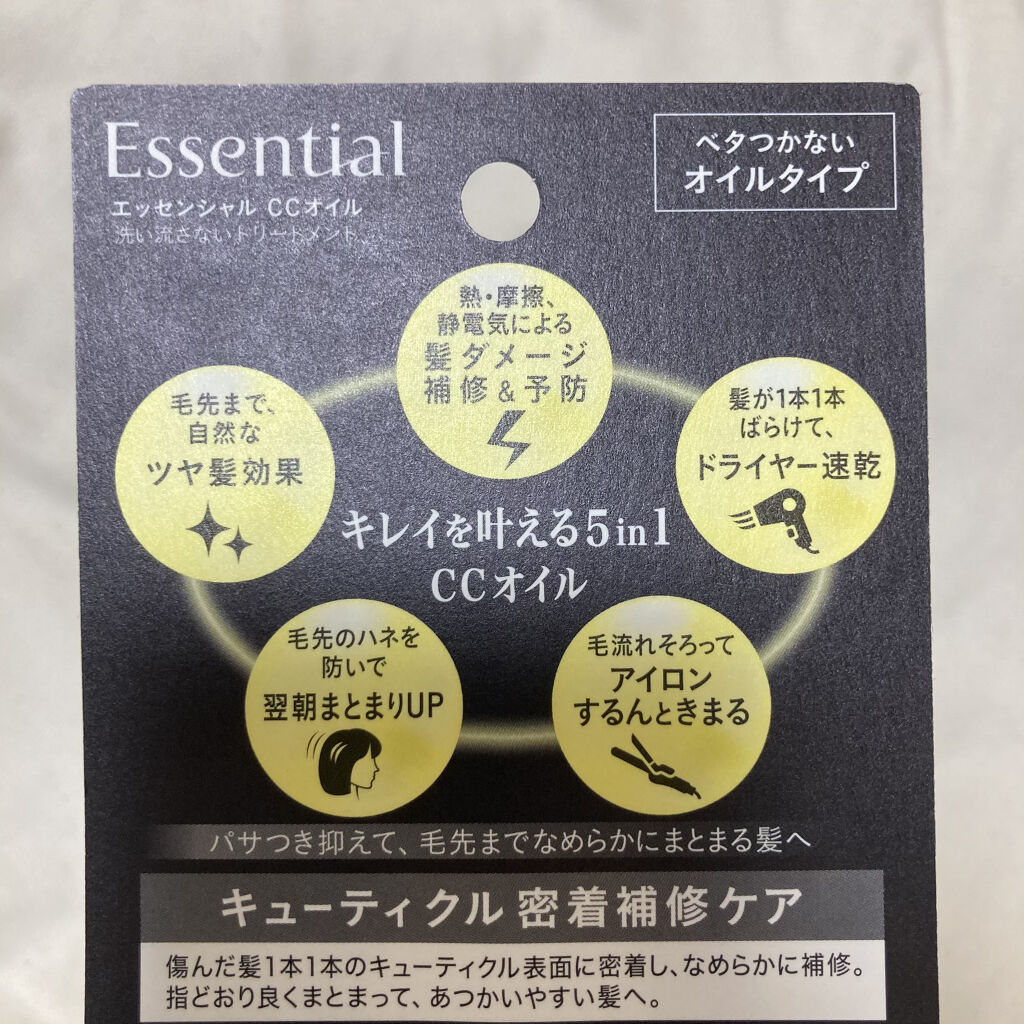 Essential
エッセンシャル CCオイル
洗い流さないトリートメント
ベタつかない
オイルタイプ
熱・摩擦、
静電気による
髪ダメージ
補修&予防
毛先まで、
自然な
ツヤ髪効果
髪が1本1本
ばらけて、
ドライヤー速乾
キレイを叶える5in1
CCオイル
毛先のハネを
防いで
翌朝まとまりUP
毛流れそろって
アイロン
するんときまる
パサつき抑えて、毛先までなめらかにまとまる髪へ
キューティクル 密着補修ケア
傷んだ髪1本1本のキューティクル表面に密着し、なめらかに補修。
指どおり良くまとまって、あつかいやすい髪へ。